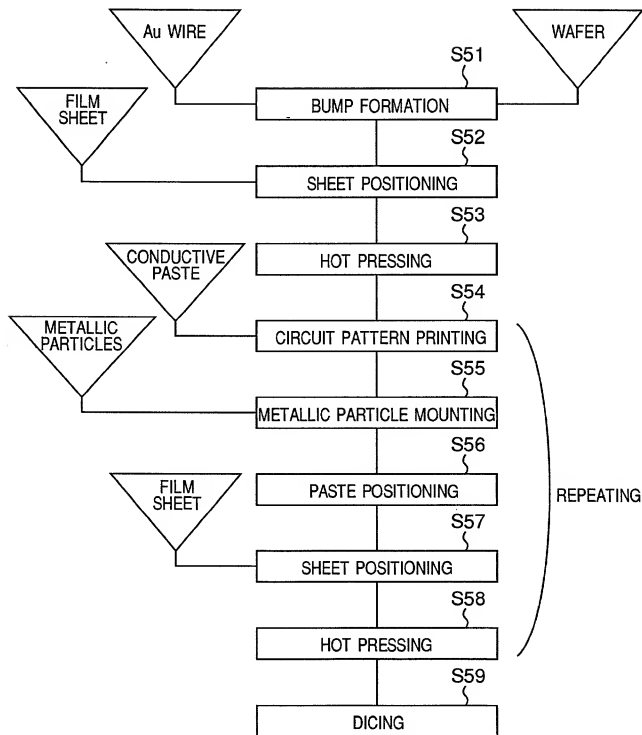 Au WIRE
WAFER
S51
BUMP FORMATION
FILM
SHEET
S52
SHEET POSITIONING
S53
HOT PRESSING
CONDUCTIVE
PASTE
S54
CIRCUIT PATTERN PRINTING
METALLIC
PARTICLES
S55
METALLIC PARTICLE MOUNTING
S56
PASTE POSITIONING
REPEATING
FILM
SHEET
S57
SHEET POSITIONING
S58
HOT PRESSING
S59
DICING